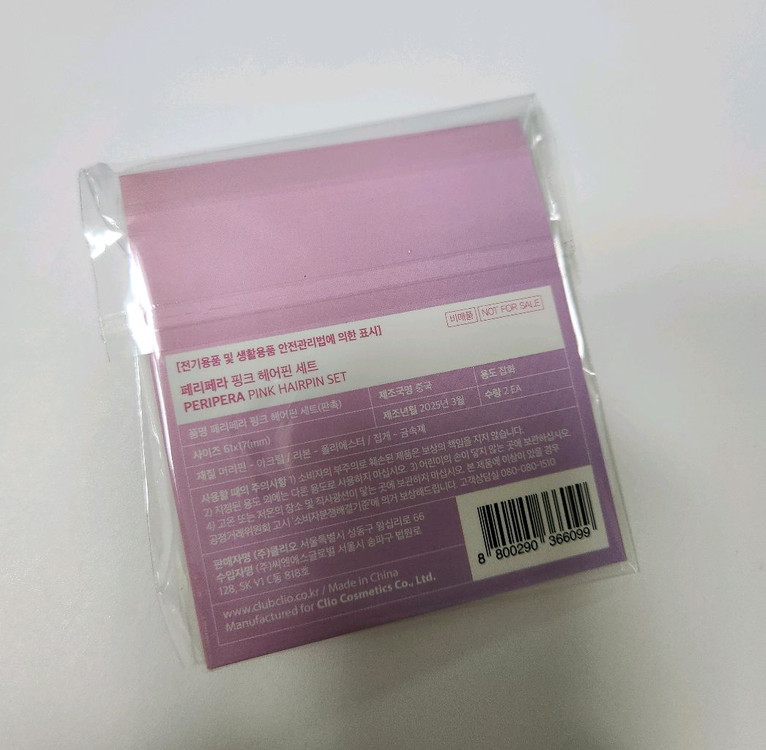 비매품 NOT FOR SALE
[전기용품 및 생활용품 안전관리법에 의한 표시]
페리페라 핑크 헤어핀 세트
PERIPERA PINK HAIRPIN SET
품명 페리페라 핑크 헤어핀 세트(판촉)
제조국명 중국
용도 잡화
사이즈 61x17(mm)
제조년월 2025년 3월
수량 2 EA
재질 머리핀 - 아크릴 / 리본 - 폴리에스터 / 집게 - 금속제
사용할 때의 주의사항 1) 소비자의 부주의로 훼손된 제품은 보상의 책임을 지지 않습니다.
2) 지정된 용도 외에는 다른 용도로 사용하지 마십시오. 3) 어린이의 손이 닿지 않는 곳에 보관하십시오.
4) 고온 또는 저온의 장소 및 직사광선이 닿는 곳에 보관하지 마십시오. 본 제품에 이상이 있을 경우
공정거래위원회 고시 '소비자분쟁해결기준'에 의거 보상해드립니다. 고객상담실 080-080-1510
판매자명 (주)클리오 서울특별시 성동구 왕십리로 66
수입자명 (주)씨앤에스글로벌 서울시 송파구 법원로
128, SK V1 C동 818호
www.clubclio.co.kr / Made in China
Manufactured for Clio Cosmetics Co., Ltd.
8 800290 366099